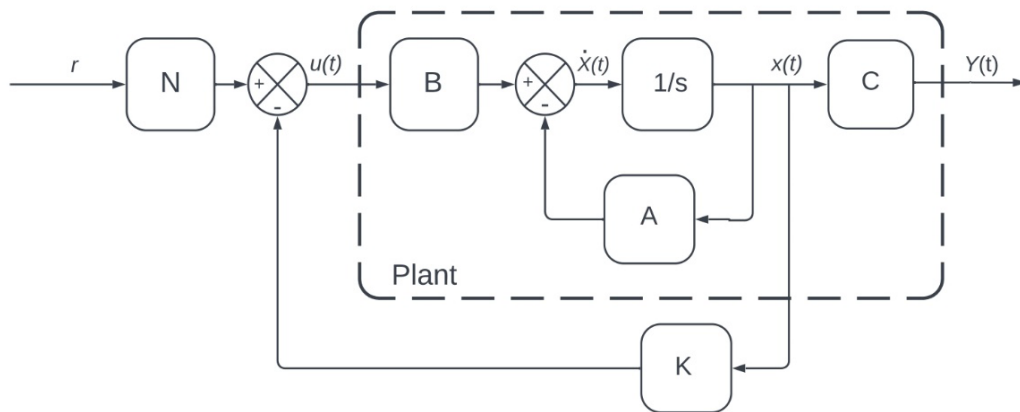 r
N
+
-
u(t)
B
+
-
Ẋ(t)
1/s
x(t)
C
Y(t)
A
Plant
K